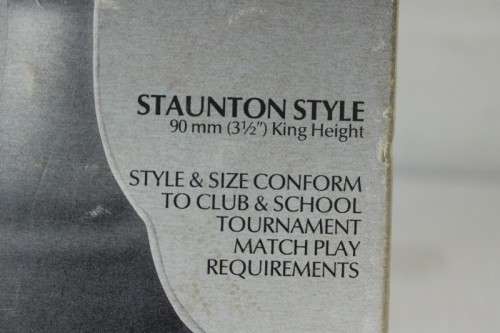 STAUNTON STYLE
90 mm (3½") King Height
STYLE & SIZE CONFORM
TO CLUB & SCHOOL
TOURNAMENT
MATCH PLAY
REQUIREMENTS